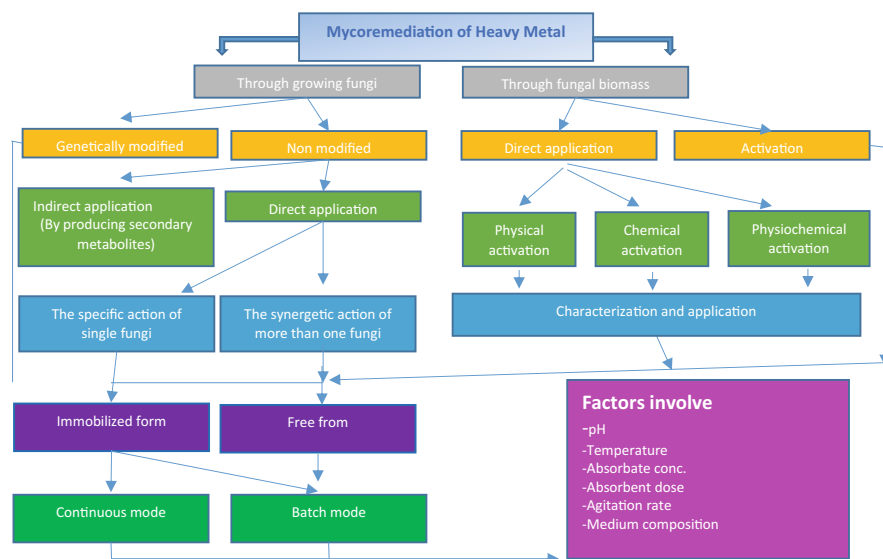 Mycoremediation of Heavy Metal
Through growing fungi
Through fungal biomass
Genetically modified
Non modified
Direct application
Activation
Indirect application
(By producing secondary
metabolites)
Direct application
Physical
activation
Chemical
activation
Physiochemical
activation
The specific action of
single fungi
The synergetic action of
more than one fungi
Characterization and application
Immobilized form
Free from
Factors involve
-pH
-Temperature
-Absorbate conc.
-Absorbent dose
-Agitation rate
-Medium composition
Continuous mode
Batch mode